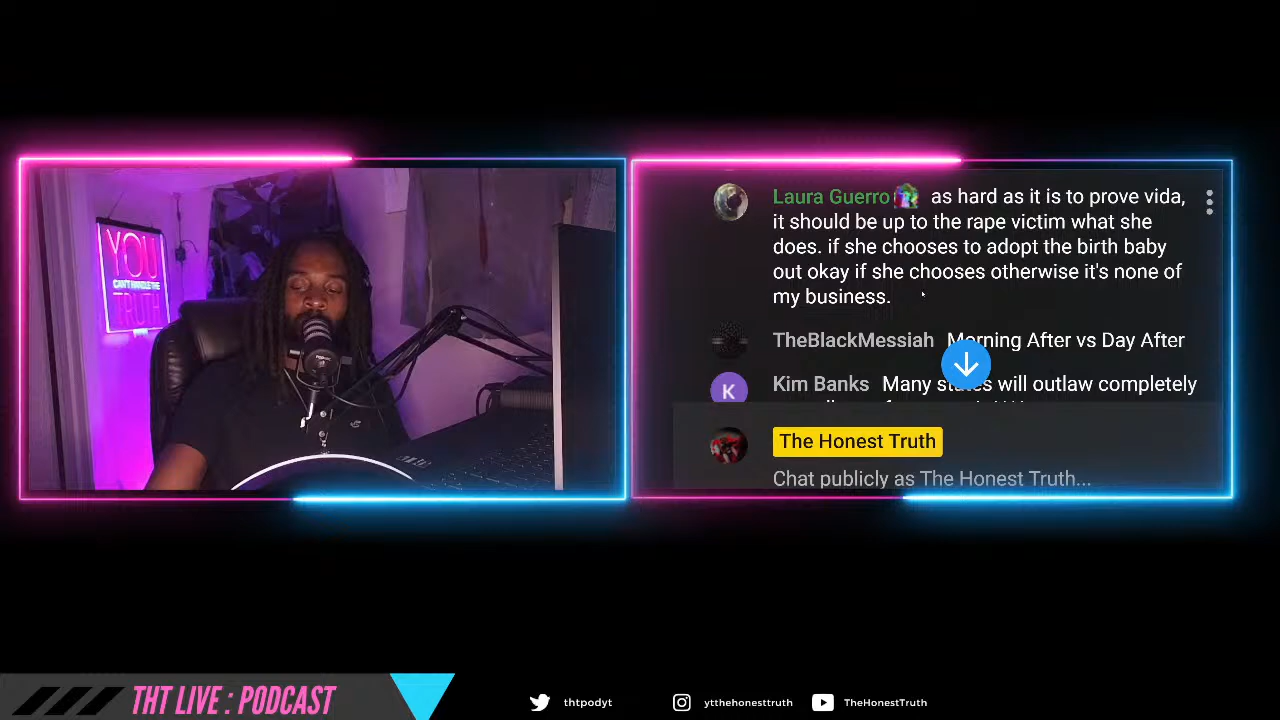 YOU
CAN'T HANDLE THE
TRUTH
Laura Guerro as hard as it is to prove vida,
it should be up to the rape victim what she
does. if she chooses to adopt the birth baby
out okay if she chooses otherwise it's none of
my business.
TheBlackMessiah Morning After vs Day After
K Kim Banks Many states will outlaw completely
The Honest Truth
Chat publicly as The Honest Truth...
THT LIVE : PODCAST
thtpodyt
ytthehonesttruth
TheHonestTruth